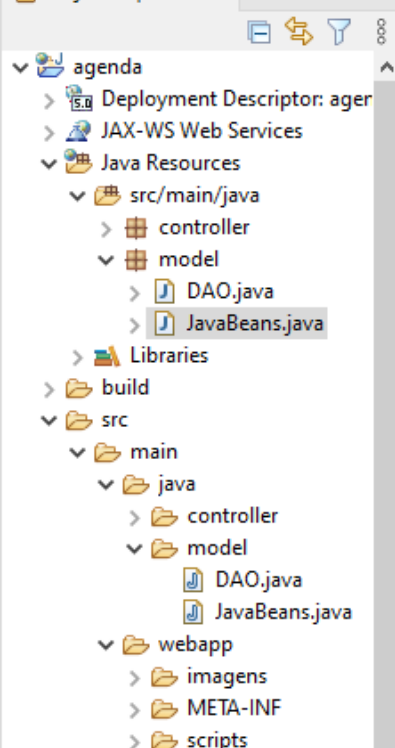 agenda
Deployment Descriptor: agen
JAX-WS Web Services
Java Resources
src/main/java
controller
model
DAO.java
JavaBeans.java
Libraries
build
src
main
java
controller
model
DAO.java
JavaBeans.java
webapp
imagens
META-INF
scripts